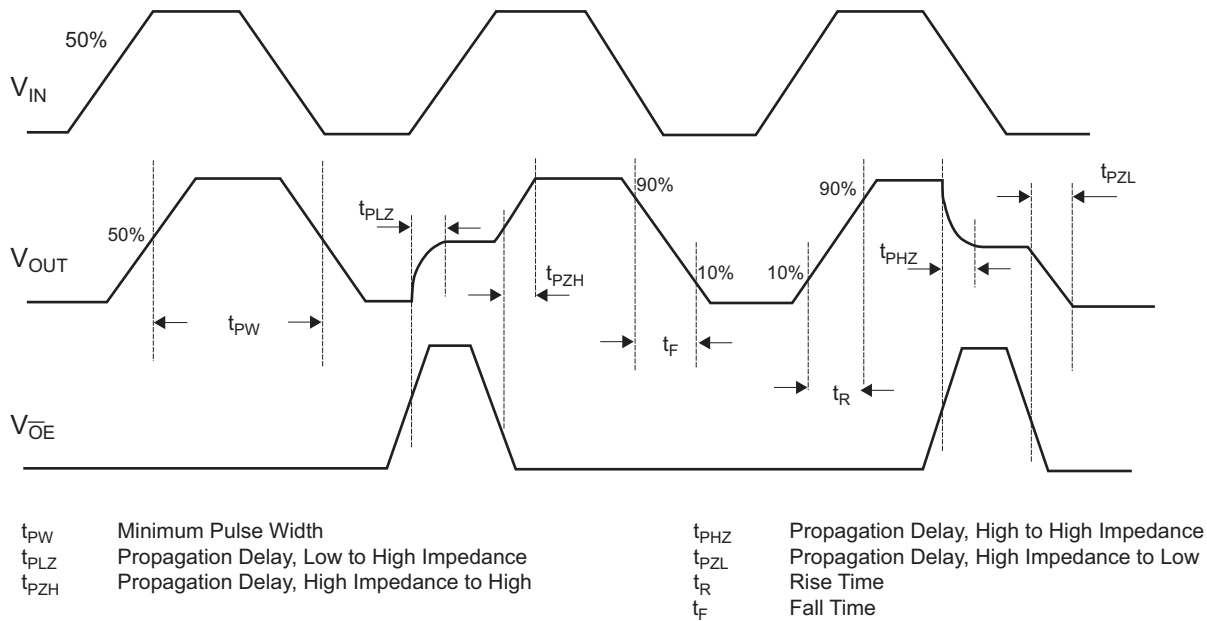 50%
V_IN
t_PZL
90%
90%
t_PLZ
50%
V_OUT
t_PHZ
t_PZH
10%
10%
t_PW
t_F
t_R
V_O̅E̅
t_PW Minimum Pulse Width
t_PLZ Propagation Delay, Low to High Impedance
t_PZH Propagation Delay, High Impedance to High
t_PHZ Propagation Delay, High to High Impedance
t_PZL Propagation Delay, High Impedance to Low
t_R Rise Time
t_F Fall Time